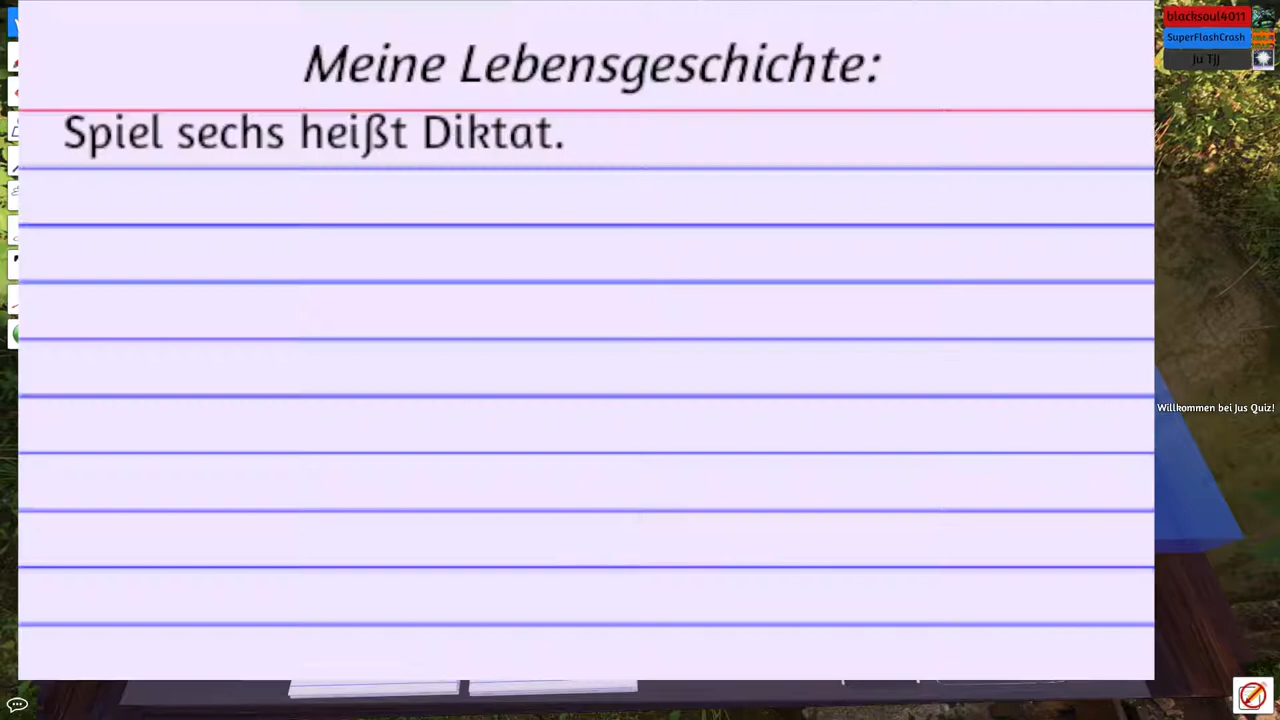 Meine Lebensgeschichte:
Spiel sechs heißt Diktat.
blacksoul4011
SuperFlashCrash
Ju TJJ
Willkommen bei Jus Quiz!